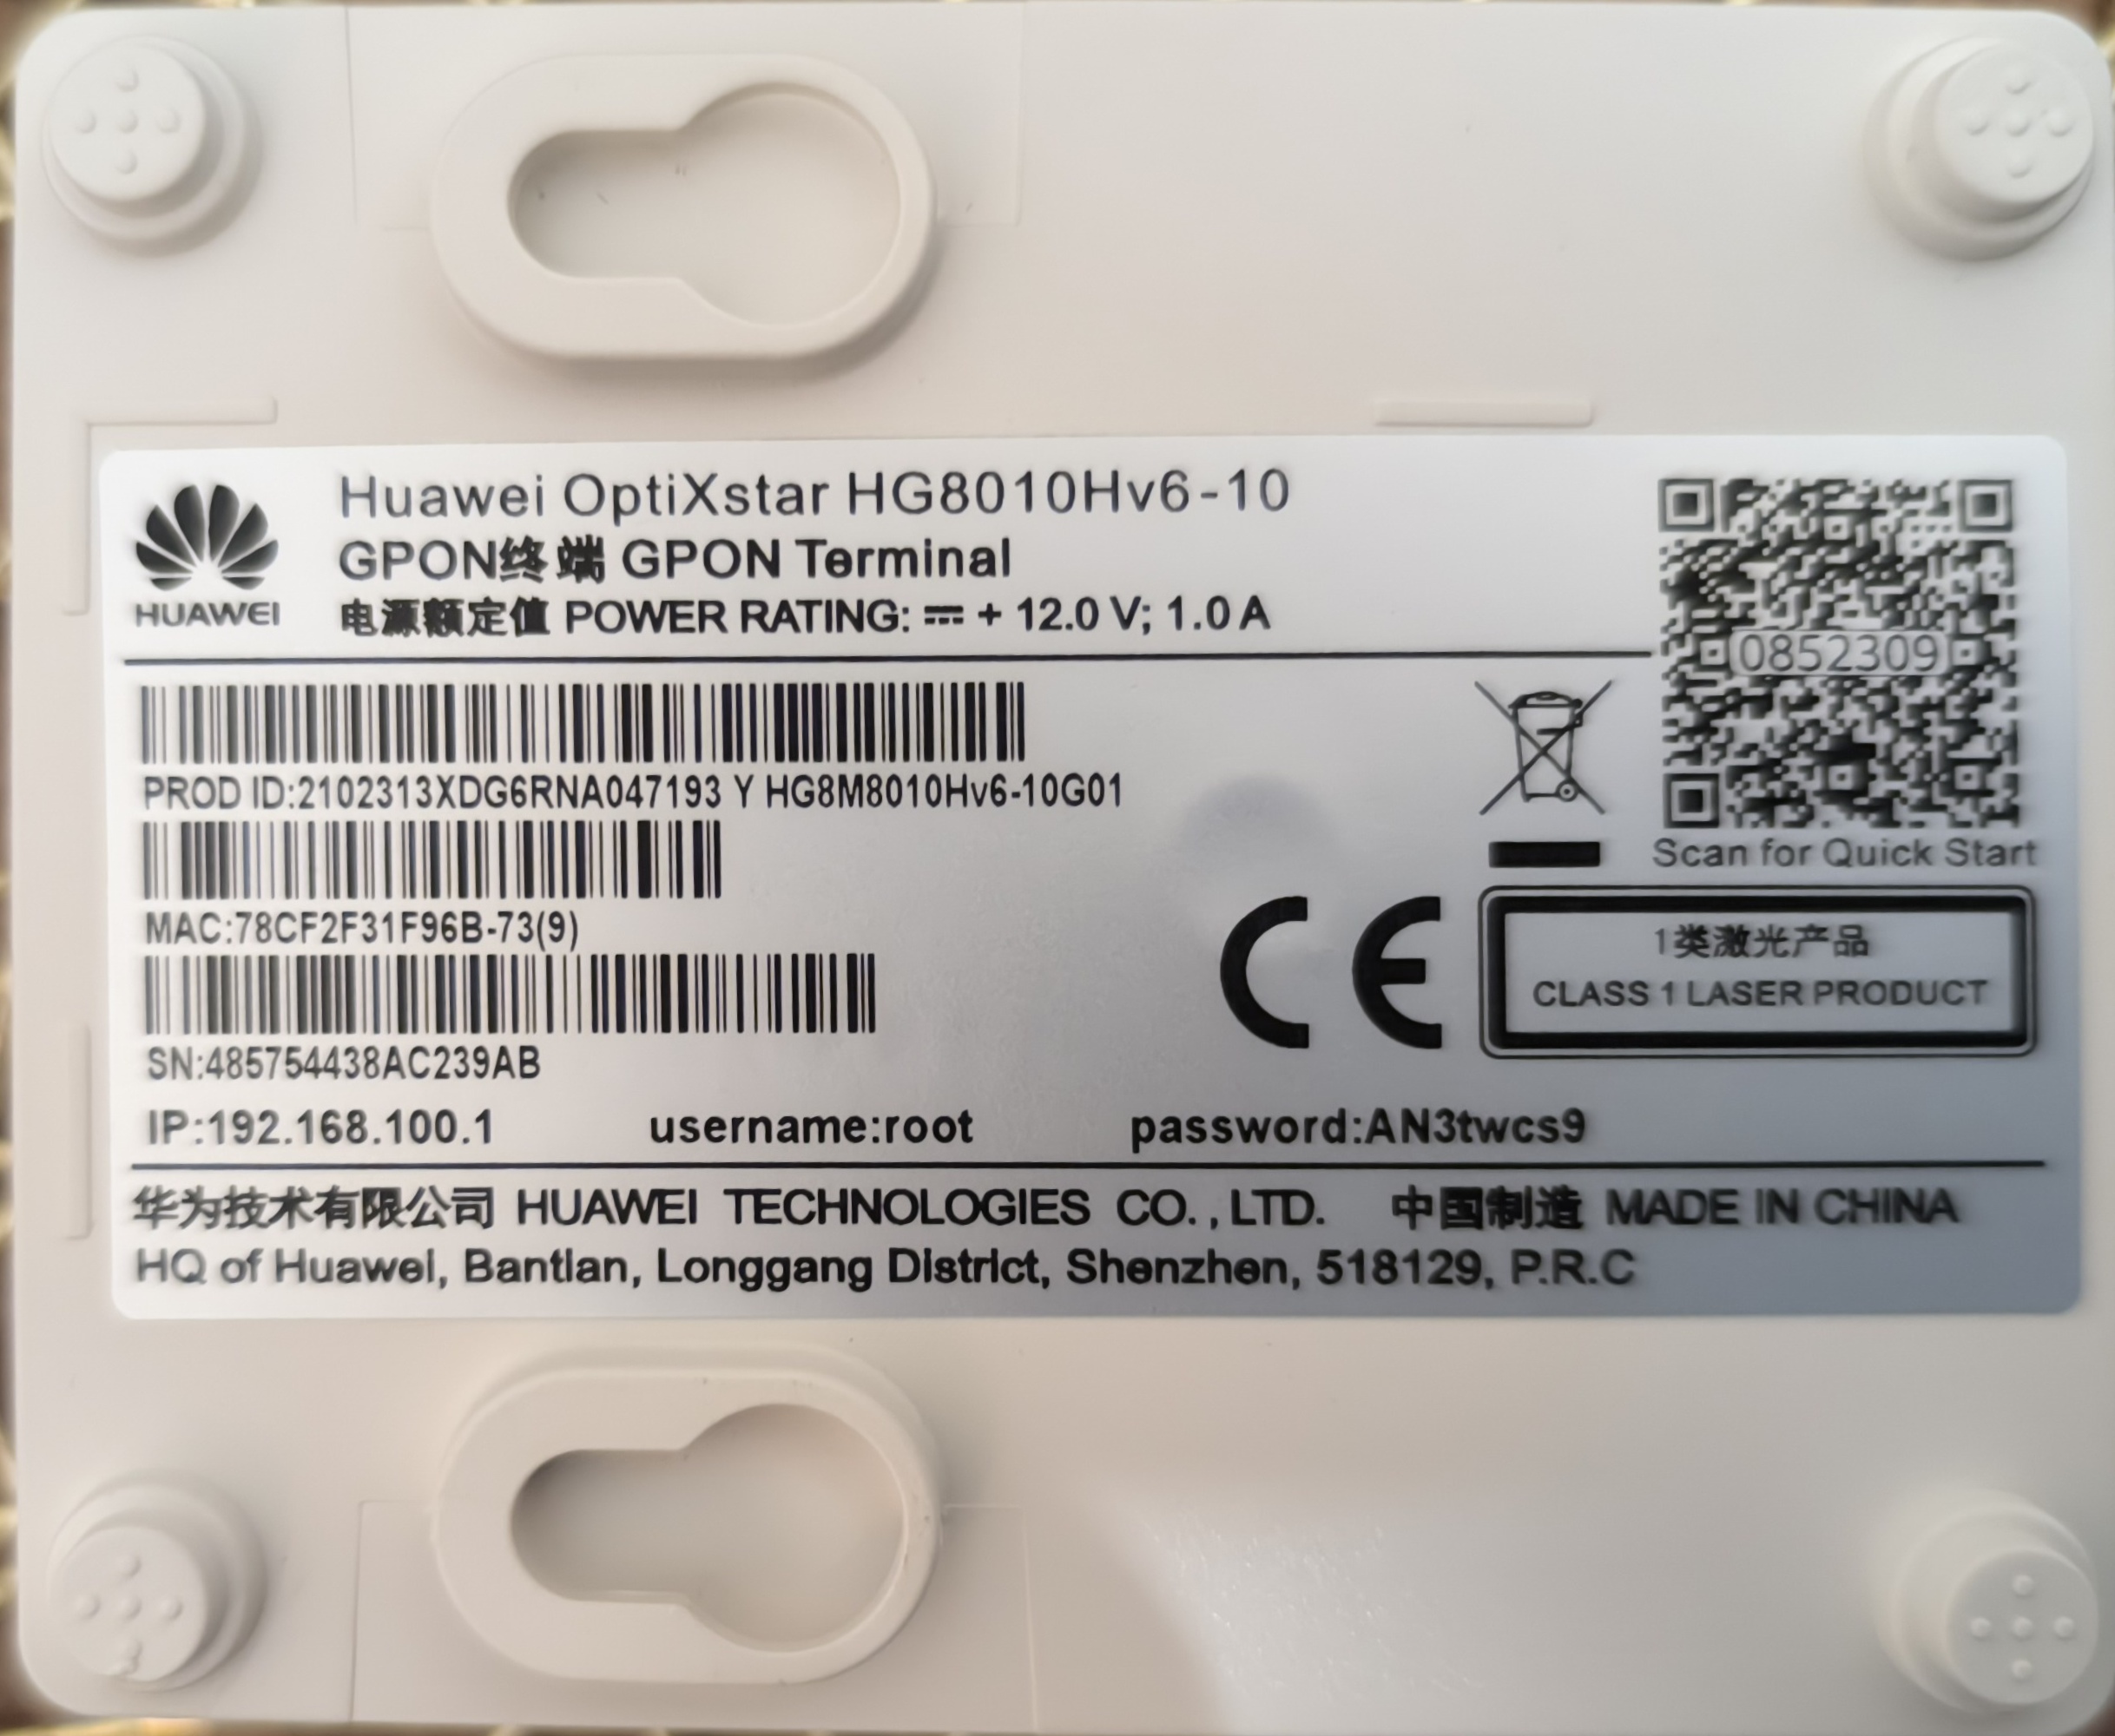 Huawei OptiXstar HG8010Hv6-10
GPON终端 GPON Terminal
HUAWEI
电源额定值 POWER RATING: ⎓ + 12.0 V; 1.0 A
0852309
PROD ID:2102313XDG6RNA047193 Y HG8M8010Hv6-10G01
Scan for Quick Start
MAC:78CF2F31F96B-73(9)
CE
1类激光产品
CLASS 1 LASER PRODUCT
SN:485754438AC239AB
IP:192.168.100.1 username:root password:AN3twcs9
华为技术有限公司 HUAWEI TECHNOLOGIES CO., LTD. 中国制造 MADE IN CHINA
HQ of Huawei, Bantian, Longgang District, Shenzhen, 518129, P.R.C